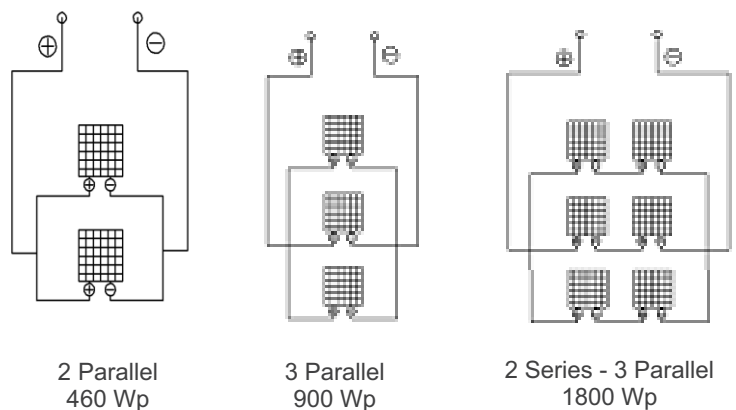 2 Parallel
460 Wp
3 Parallel
900 Wp
2 Series - 3 Parallel
1800 Wp